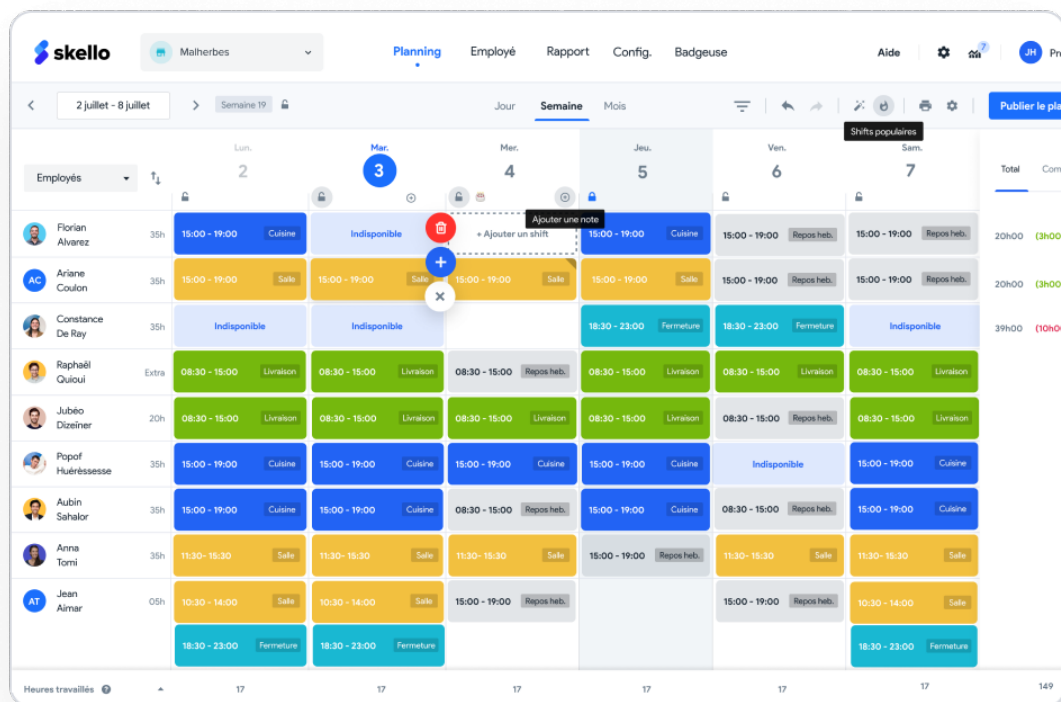 skello
Malherbes
Planning
Employé
Rapport
Config.
Badgeuse
Aide
7
JH
2 juillet - 8 juillet
Semaine 19
Jour
Semaine
Mois
Publier le
Shifts populaires
Employés
Lun.
2
Mar.
3
Mer.
4
Jeu.
5
Ven.
6
Sam.
7
Total
Ajouter une note
Florian
Alvarez
35h
15:00 - 19:00 Cuisine
Indisponible
+ Ajouter un shift
15:00 - 19:00 Cuisine
15:00 - 19:00 Repos heb.
15:00 - 19:00 Repos heb.
20h00 (3h00
AC
Ariane
Coulon
35h
15:00 - 19:00 Salle
15:00 - 19:00 Salle
15:00 - 19:00 Salle
15:00 - 19:00 Salle
15:00 - 19:00 Repos heb.
15:00 - 19:00 Repos heb.
20h00 (3h00
Constance
De Ray
35h
Indisponible
Indisponible
18:30 - 23:00 Fermeture
18:30 - 23:00 Fermeture
Indisponible
39h00 (10h00
Raphaël
Quioui
Extra
08:30 - 15:00 Livraison
08:30 - 15:00 Livraison
08:30 - 15:00 Repos heb.
08:30 - 15:00 Livraison
08:30 - 15:00 Livraison
08:30 - 15:00 Livraison
Jubéo
Dizeïner
20h
08:30 - 15:00 Livraison
08:30 - 15:00 Livraison
08:30 - 15:00 Livraison
08:30 - 15:00 Livraison
08:30 - 15:00 Repos heb.
08:30 - 15:00 Livraison
Popof
Huérèssesse
35h
15:00 - 19:00 Cuisine
15:00 - 19:00 Cuisine
15:00 - 19:00 Cuisine
15:00 - 19:00 Cuisine
Indisponible
15:00 - 19:00 Cuisine
Aubin
Sahalor
35h
15:00 - 19:00 Cuisine
15:00 - 19:00 Cuisine
08:30 - 15:00 Repos heb.
15:00 - 19:00 Cuisine
08:30 - 15:00 Repos heb.
15:00 - 19:00 Cuisine
Anna
Tomi
35h
11:30- 15:30 Salle
11:30- 15:30 Salle
11:30- 15:30 Salle
15:00 - 19:00 Repos heb.
11:30- 15:30 Salle
11:30- 15:30 Salle
AT
Jean
Aimar
05h
10:30 - 14:00 Salle
10:30 - 14:00 Salle
15:00 - 19:00 Repos heb.
15:00 - 19:00 Repos heb.
10:30 - 14:00 Salle
18:30 - 23:00 Fermeture
18:30 - 23:00 Fermeture
18:30 - 23:00 Fermeture
Heures travaillés
17
17
17
17
17
17
149